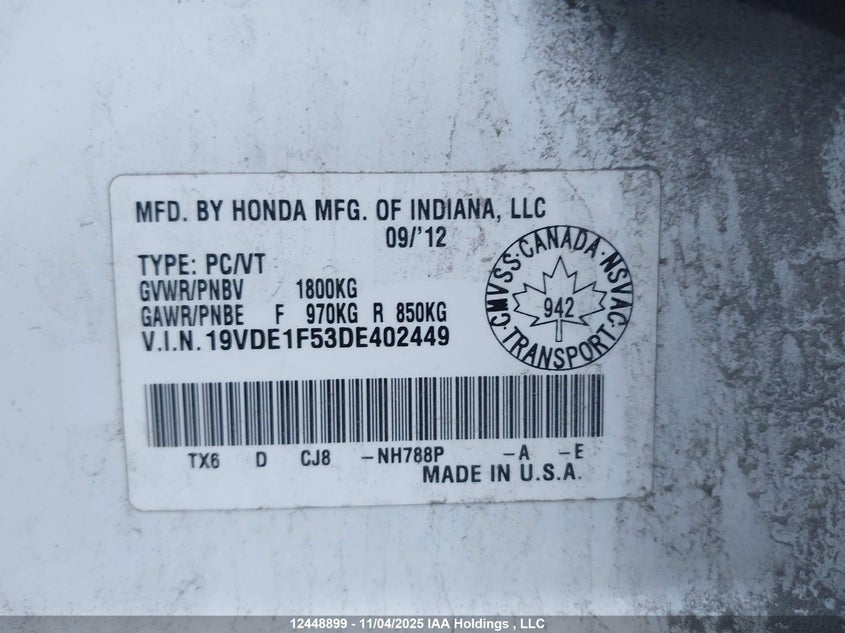 MFD. BY HONDA MFG. OF INDIANA, LLC
09/'12
TYPE: PC/VT
GVWR/PNBV 1800KG
GAWR/PNBE F 970KG R 850KG
V.I.N. 19VDE1F53DE402449
CMVSS·CANADA·NSVAC·TRANSPORT·
942
TX6 D CJ8 -NH788P -A -E
MADE IN U.S.A.
12448899 - 11/04/2025 IAA Holdings , LLC